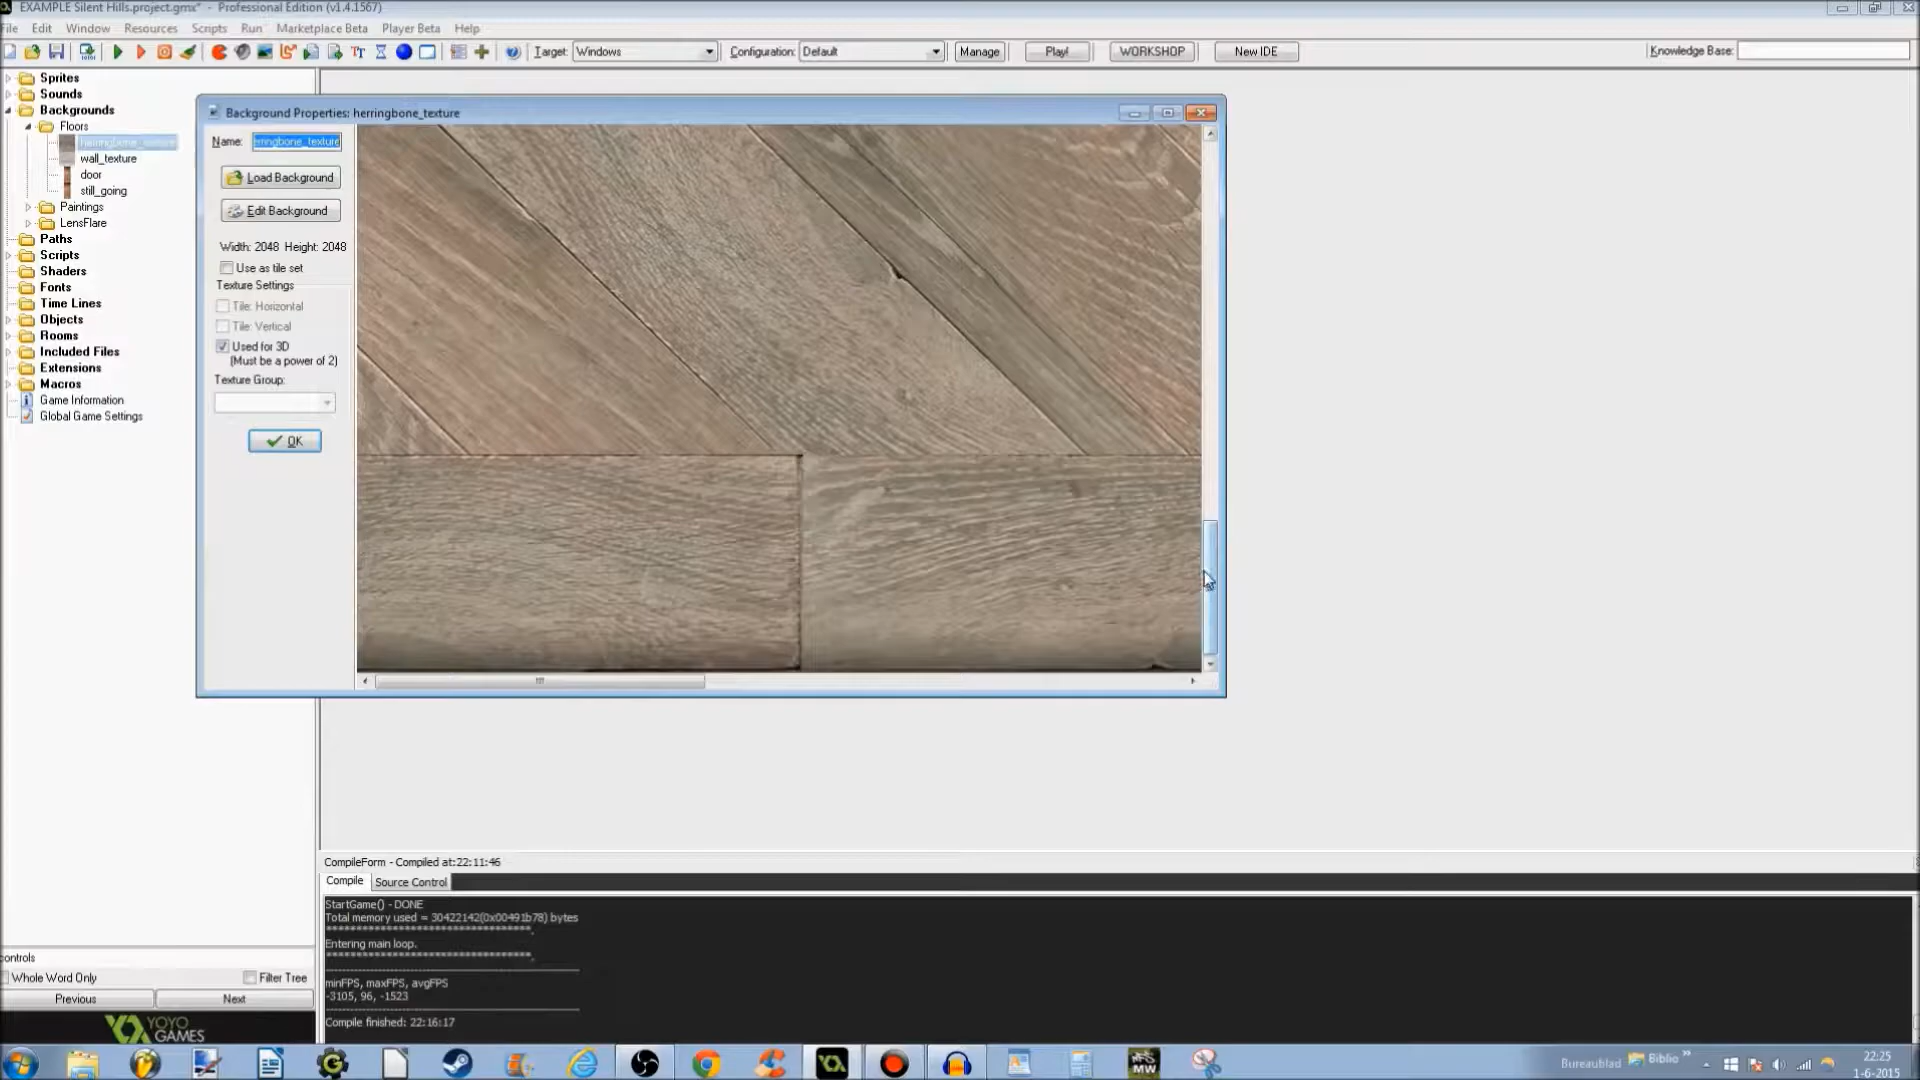 EXAMPLE Silent Hills.project.gmx* - Professional Edition (v1.4.1567)
File Edit Window Resources Scripts Run Marketplace Beta Player Beta Help
Target: Windows Configuration: Default Manage Play! WORKSHOP New IDE Knowledge Base:
Sprites
Sounds
Backgrounds
Floors
herringbone_texture
wall_texture
door
still_going
Paintings
LensFlare
Paths
Scripts
Shaders
Fonts
Time Lines
Objects
Rooms
Included Files
Extensions
Macros
Game Information
Global Game Settings
Background Properties: herringbone_texture
Name: erringbone_texture
Load Background
Edit Background
Width: 2048 Height: 2048
Use as tile set
Texture Settings
Tile: Horizontal
Tile: Vertical
Used for 3D
(Must be a power of 2)
Texture Group:
OK
CompileForm - Compiled at:22:11:46
Compile Source Control
StartGame() - DONE
Total memory used = 30422142(0x00491b78) bytes
**********************************.
Entering main loop.
**********************************.
minFPS, maxFPS, avgFPS
-3105, 96, -1523
Compile finished: 22:16:17
controls
Whole Word Only Filter Tree
Previous Next
YOYO
GAMES
MW
Bureaublad Biblio »
22:25
1-6-2015